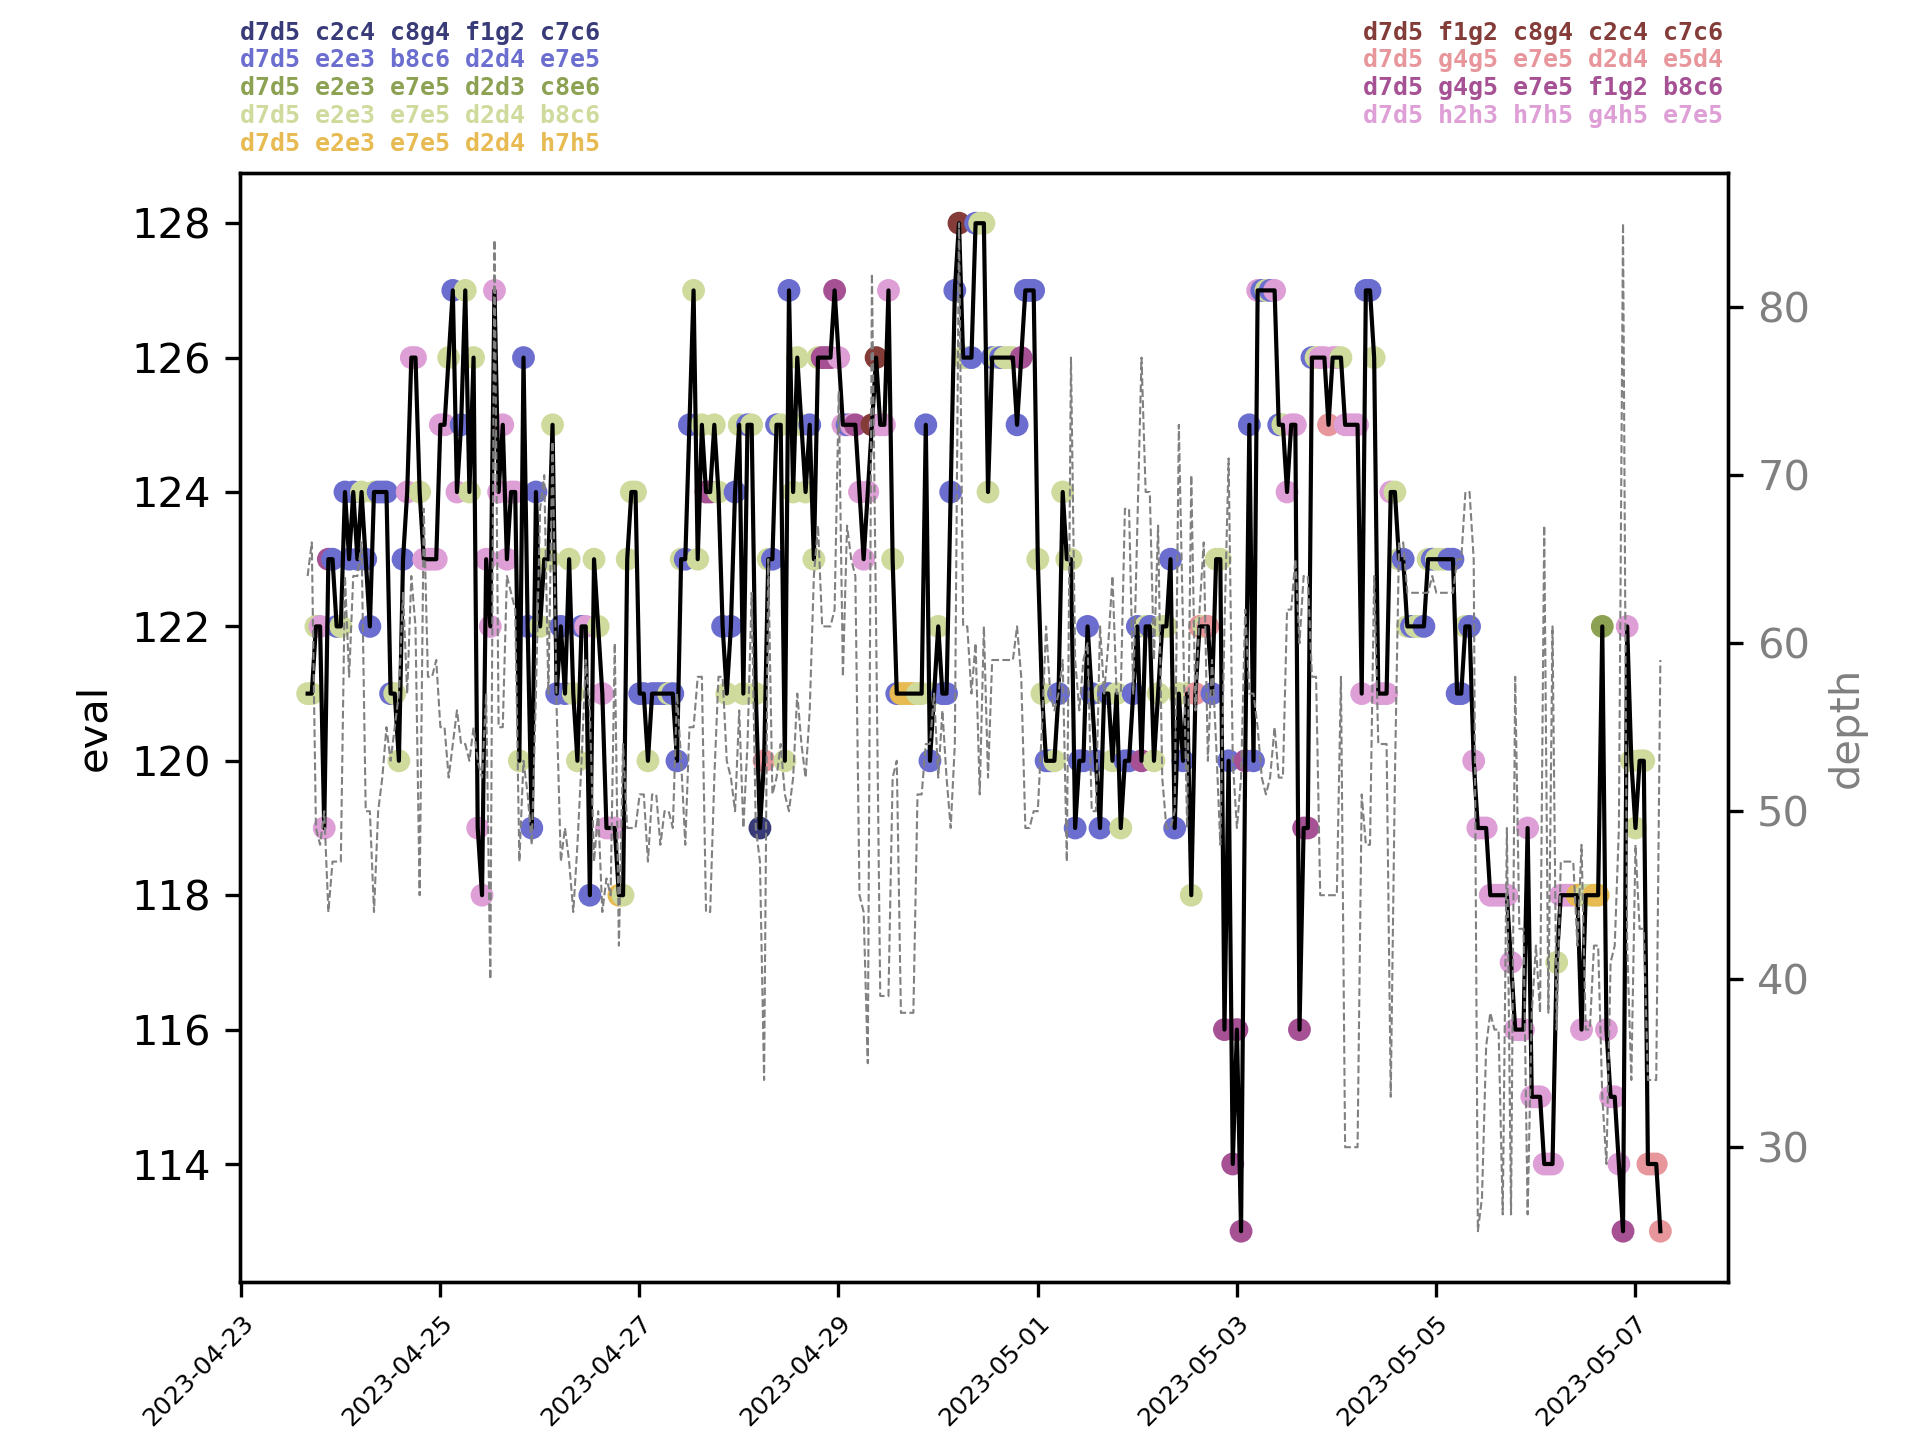 d7d5 c2c4 c8g4 f1g2 c7c6
d7d5 e2e3 b8c6 d2d4 e7e5
d7d5 e2e3 e7e5 d2d3 c8e6
d7d5 e2e3 e7e5 d2d4 b8c6
d7d5 e2e3 e7e5 d2d4 h7h5
d7d5 f1g2 c8g4 c2c4 c7c6
d7d5 g4g5 e7e5 d2d4 e5d4
d7d5 g4g5 e7e5 f1g2 b8c6
d7d5 h2h3 h7h5 g4h5 e7e5
128
126
124
122
120
118
116
114
eval
80
70
60
50
40
30
depth
2023-04-23
2023-04-25
2023-04-27
2023-04-29
2023-05-01
2023-05-03
2023-05-05
2023-05-07